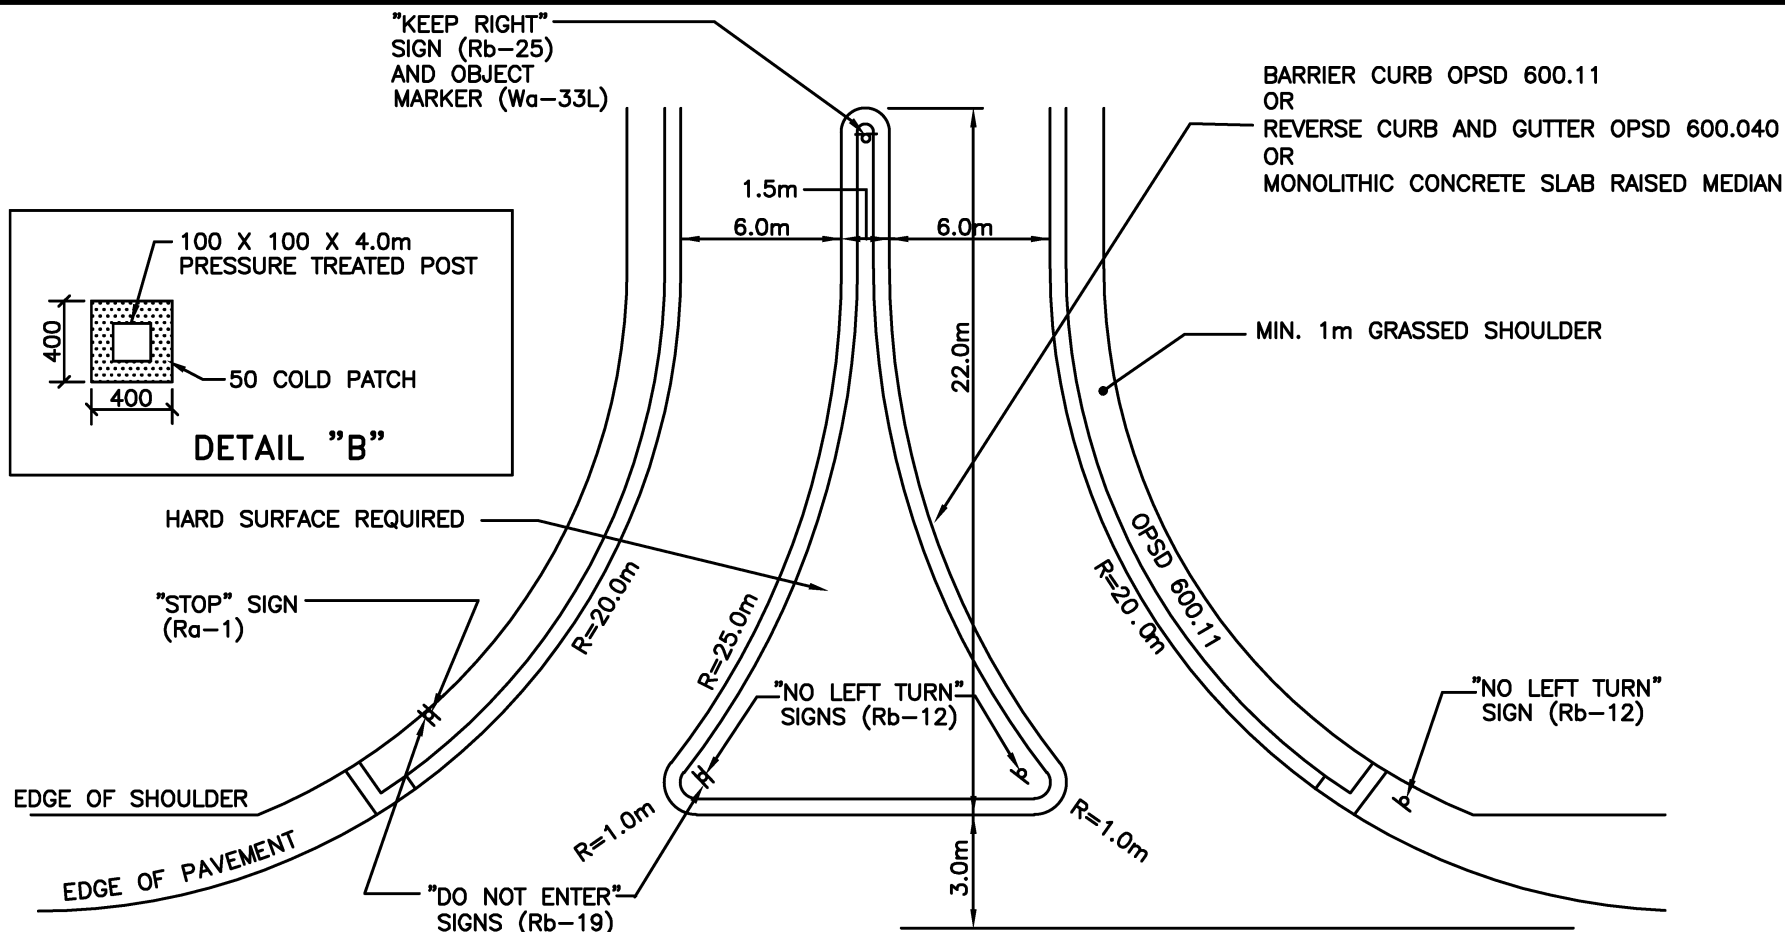 "KEEP RIGHT"
SIGN (Rb-25)
AND OBJECT
MARKER (Wa-33L)
BARRIER CURB OPSD 600.11
OR
REVERSE CURB AND GUTTER OPSD 600.040
OR
MONOLITHIC CONCRETE SLAB RAISED MEDIAN
1.5m
6.0m
6.0m
100 X 100 X 4.0m
PRESSURE TREATED POST
400
50 COLD PATCH
400
DETAIL "B"
22.0m
MIN. 1m GRASSED SHOULDER
HARD SURFACE REQUIRED
OPSD 600.11
R=20.0m
R=20.0m
R=25.0m
"STOP" SIGN
(Ra-1)
"NO LEFT TURN"
SIGNS (Rb-12)
"NO LEFT TURN"
SIGN (Rb-12)
EDGE OF SHOULDER
EDGE OF PAVEMENT
R=1.0m
R=1.0m
3.0m
"DO NOT ENTER"
SIGNS (Rb-19)